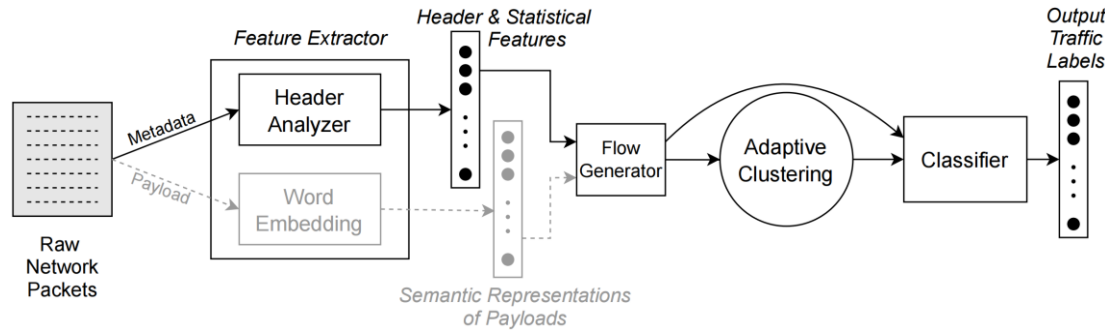 Feature Extractor
Header & Statistical
Features
Output
Traffic
Labels
Metadata
Payload
Header
Analyzer
Word
Embedding
Flow
Generator
Adaptive
Clustering
Classifier
Raw
Network
Packets
Semantic Representations
of Payloads